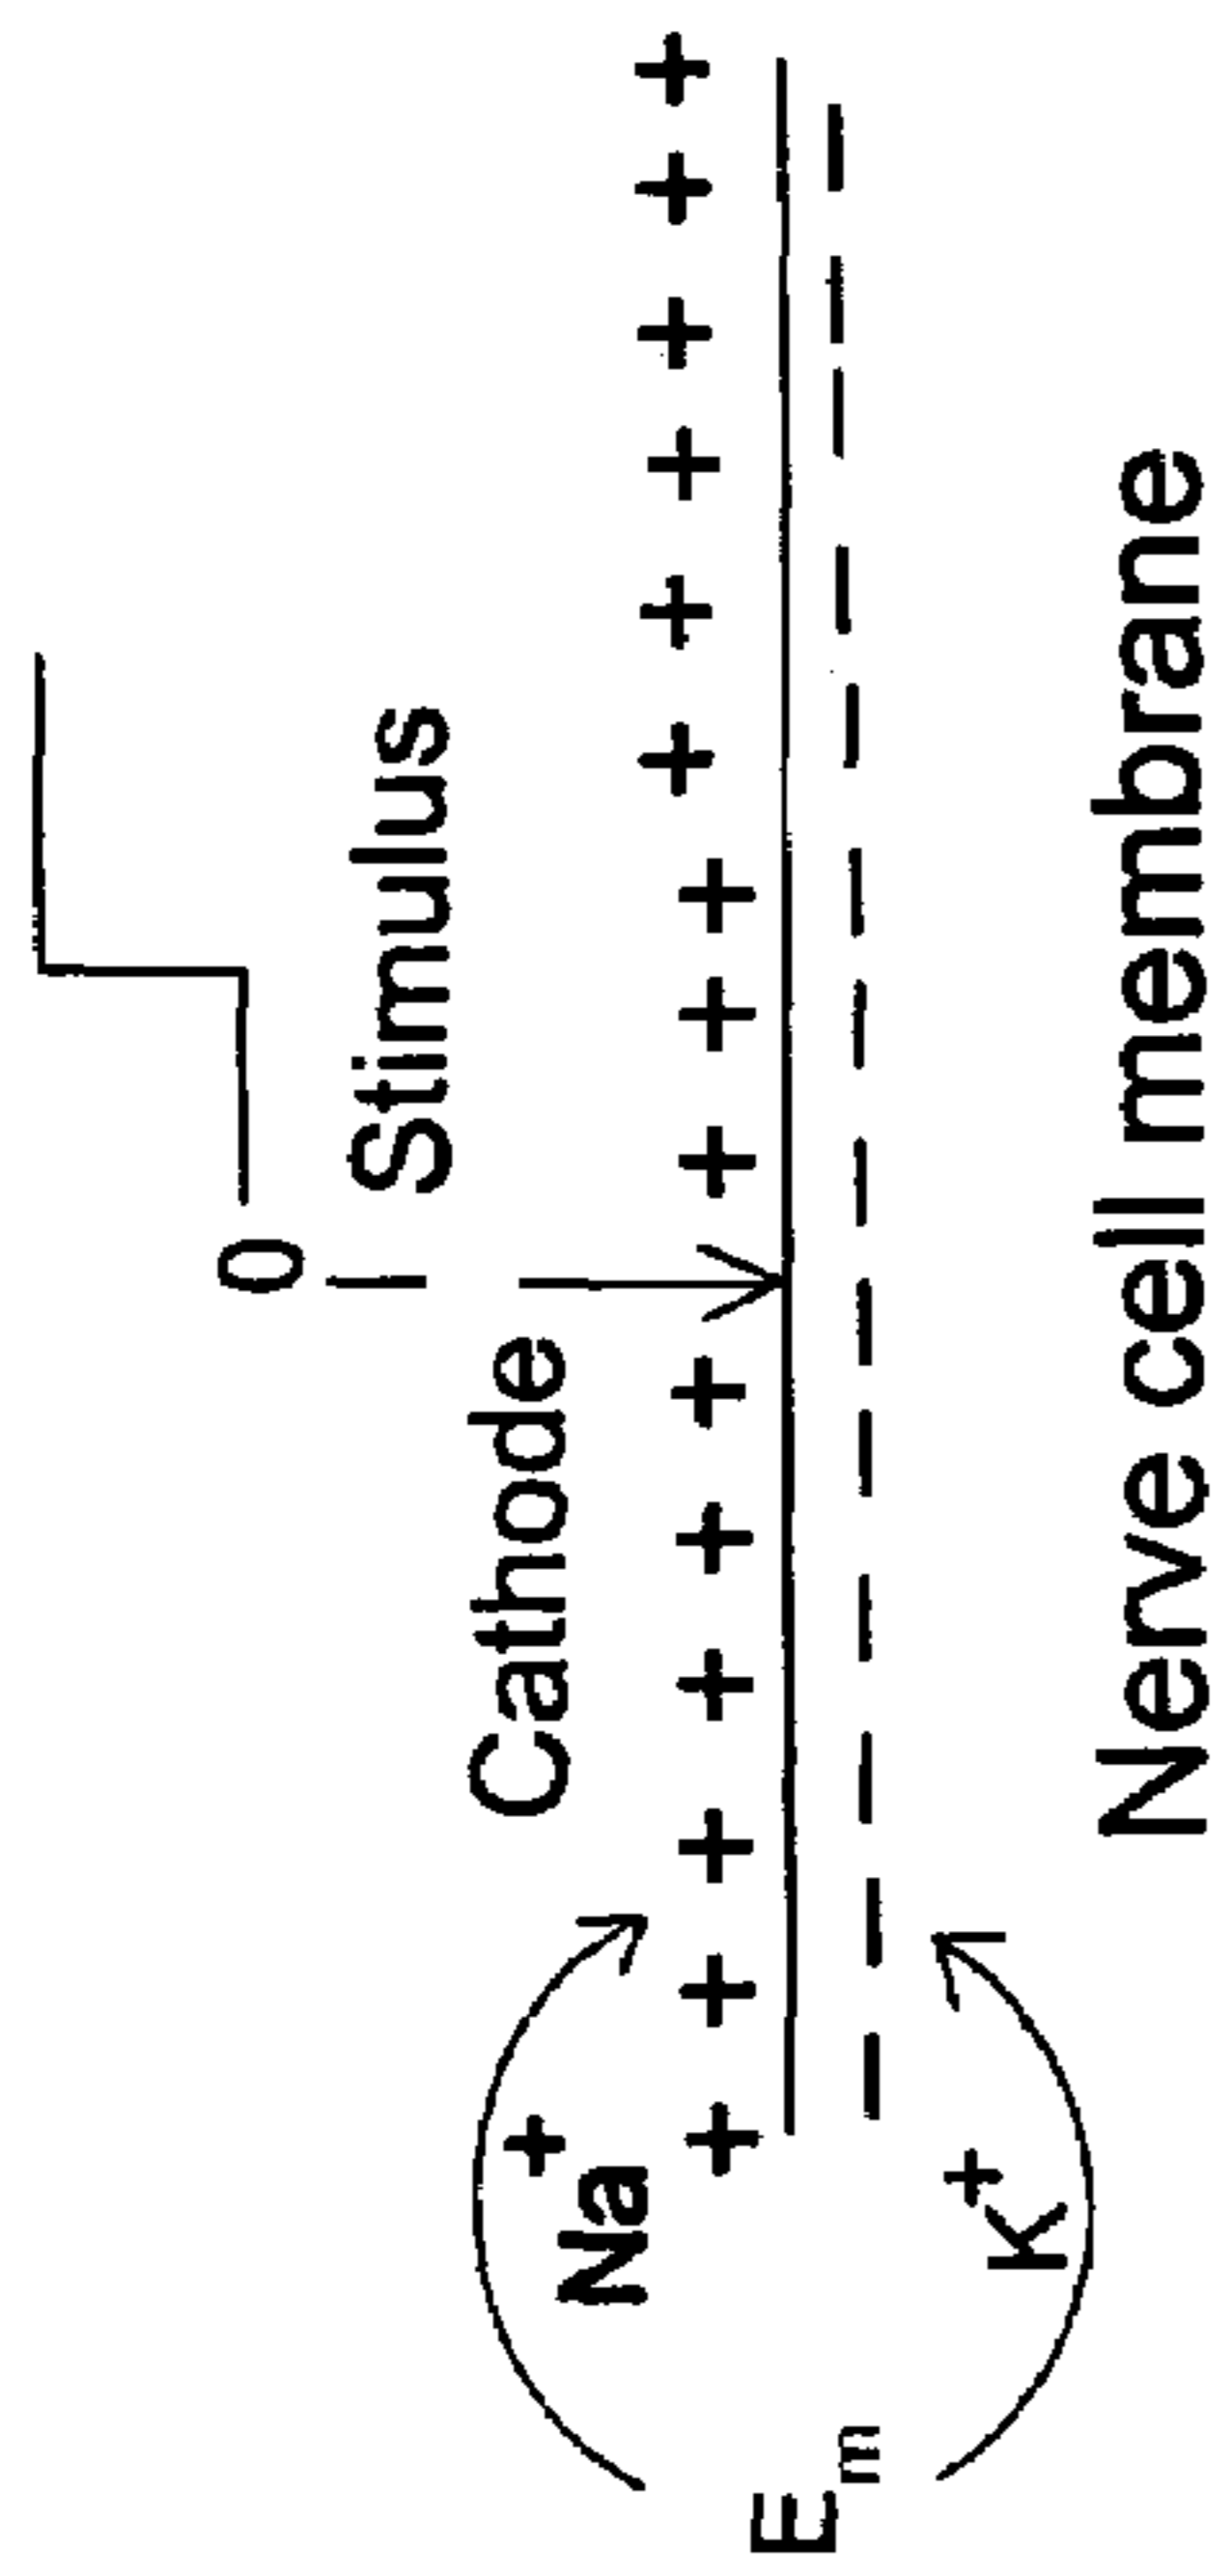 0
Stimulus
Cathode
Na⁺
+ + + + + + + + + + + + + + +
Eₘ
− − − − − − − − − − − − − −
K⁺
Nerve cell membrane